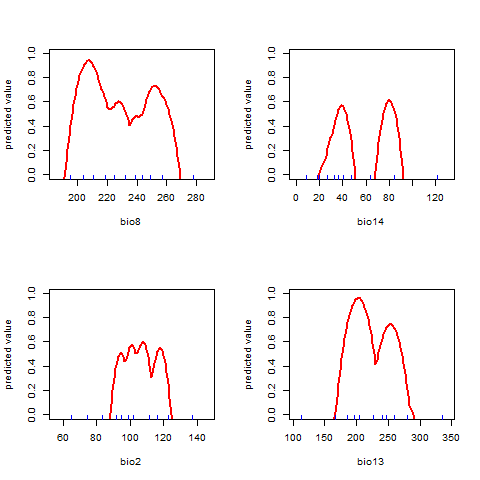 predicted value
0.0 0.2 0.4 0.6 0.8 1.0
200 220 240 260 280
bio8
predicted value
0.0 0.2 0.4 0.6 0.8 1.0
0 20 40 60 80 120
bio14
predicted value
0.0 0.2 0.4 0.6 0.8 1.0
60 80 100 120 140
bio2
predicted value
0.0 0.2 0.4 0.6 0.8 1.0
100 150 200 250 300 350
bio13